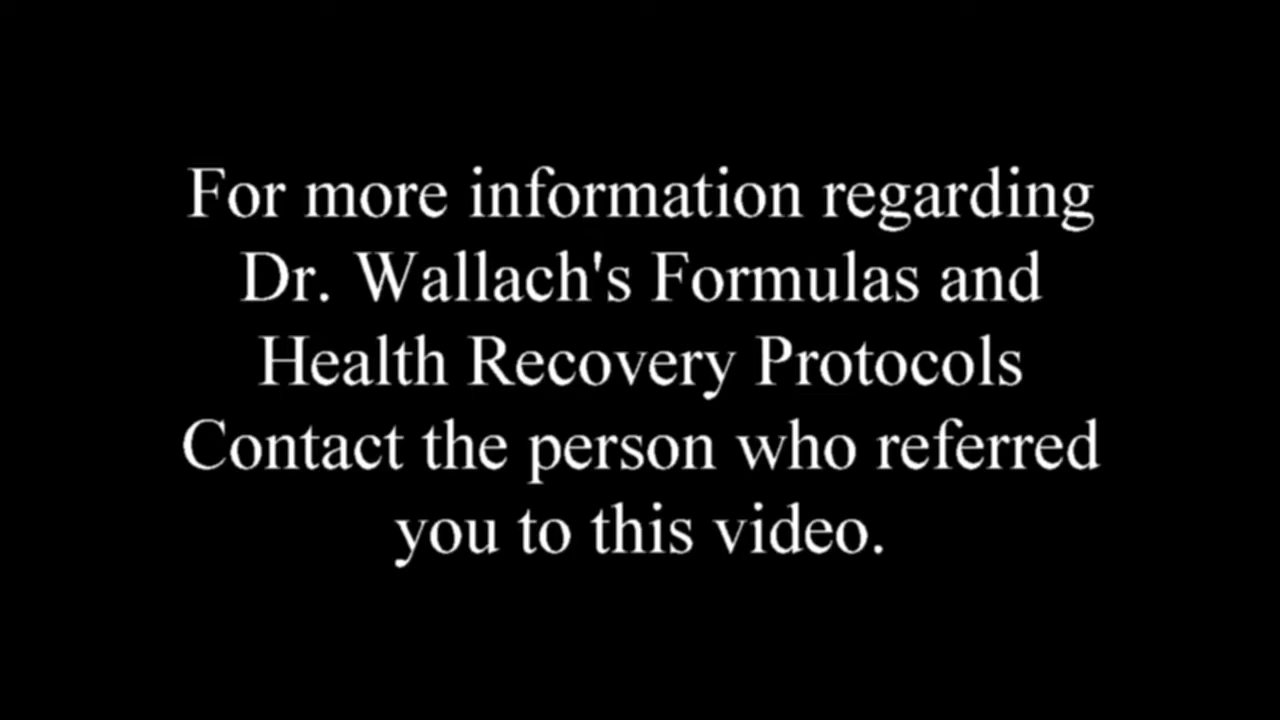 For more information regarding
Dr. Wallach's Formulas and
Health Recovery Protocols
Contact the person who referred
you to this video.